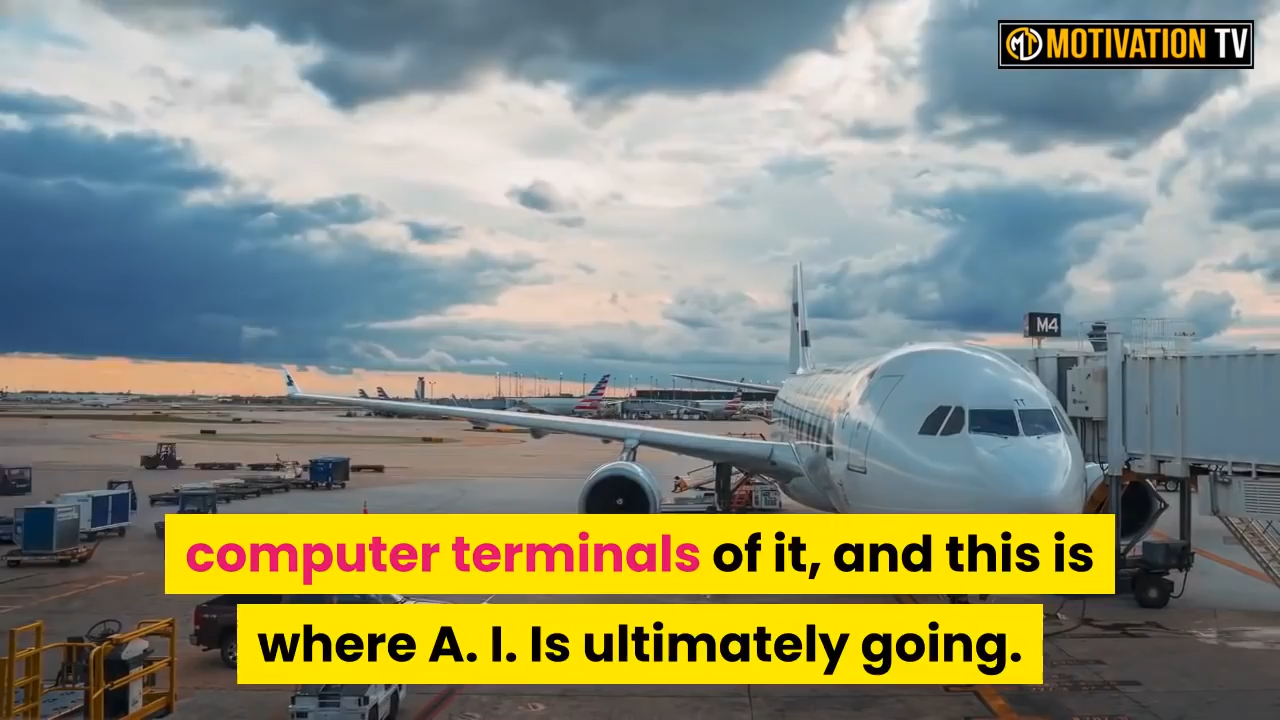 MOTIVATION TV
M4
computer terminals of it, and this is
where A. I. Is ultimately going.